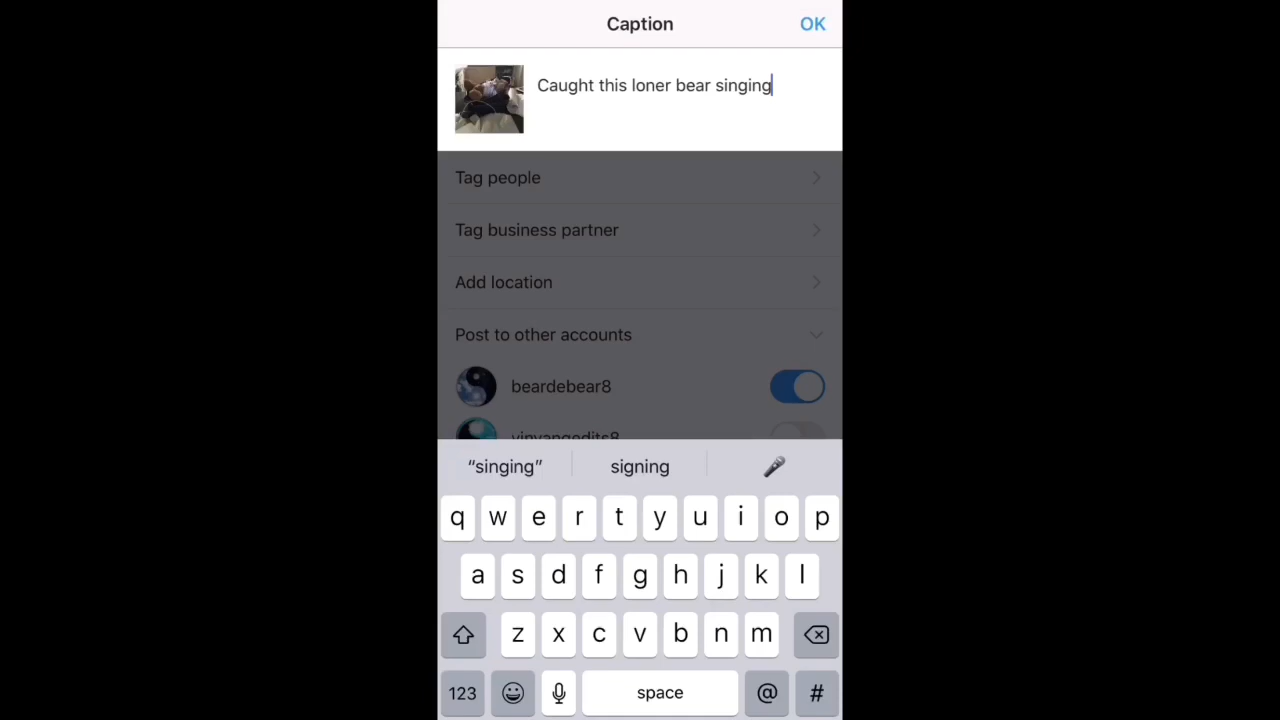 Caption OK
Caught this loner bear singing
Tag people
Tag business partner
Add location
Post to other accounts
beardebear8
yinyangedits8
“singing” signing
q w e r t y u i o p
a s d f g h j k l
z x c v b n m
123 space @ #